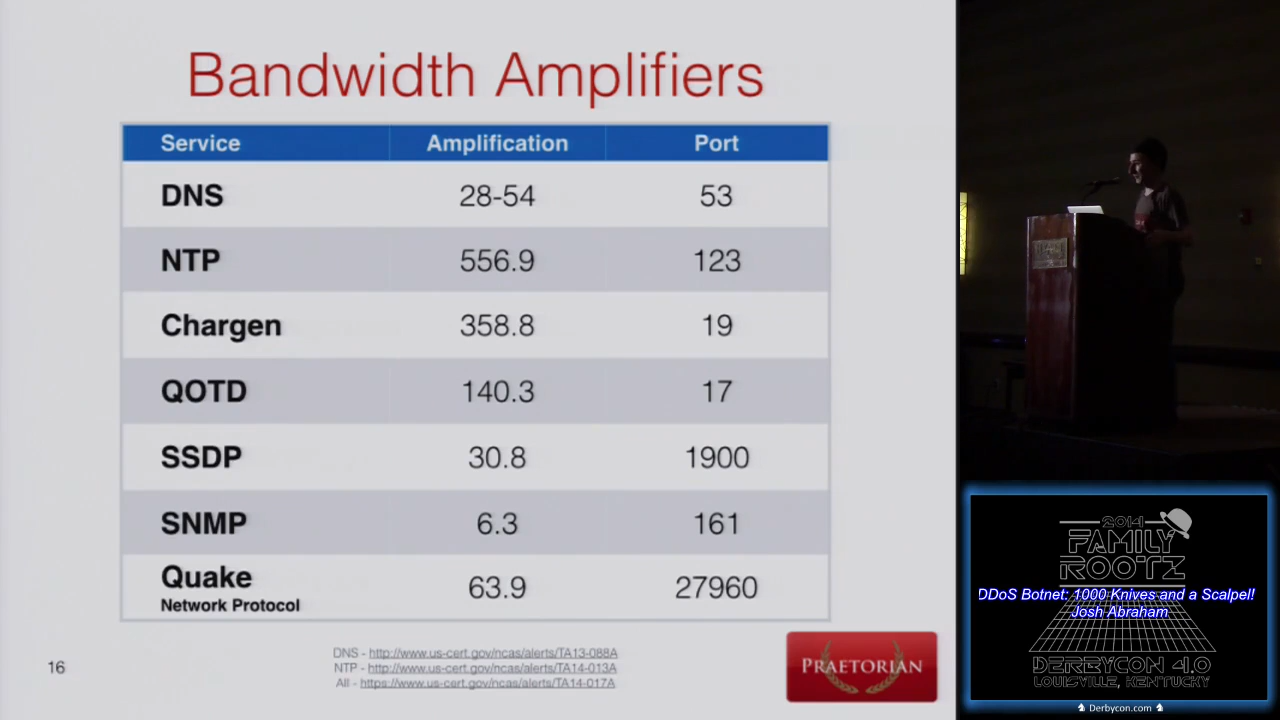 Bandwidth Amplifiers
Service Amplification Port
DNS 28-54 53
NTP 556.9 123
Chargen 358.8 19
QOTD 140.3 17
SSDP 30.8 1900
SNMP 6.3 161
Quake
Network Protocol 63.9 27960
DNS - http://www.us-cert.gov/ncas/alerts/TA13-088A
NTP - http://www.us-cert.gov/ncas/alerts/TA14-013A
All - https://www.us-cert.gov/ncas/alerts/TA14-017A
16
PRAETORIAN
2014
FAMILY
ROOTZ
DDoS Botnet: 1000 Knives and a Scalpel!
Josh Abraham
DERBYCON 4.0
LOUISVILLE, KENTUCKY
Derbycon.com